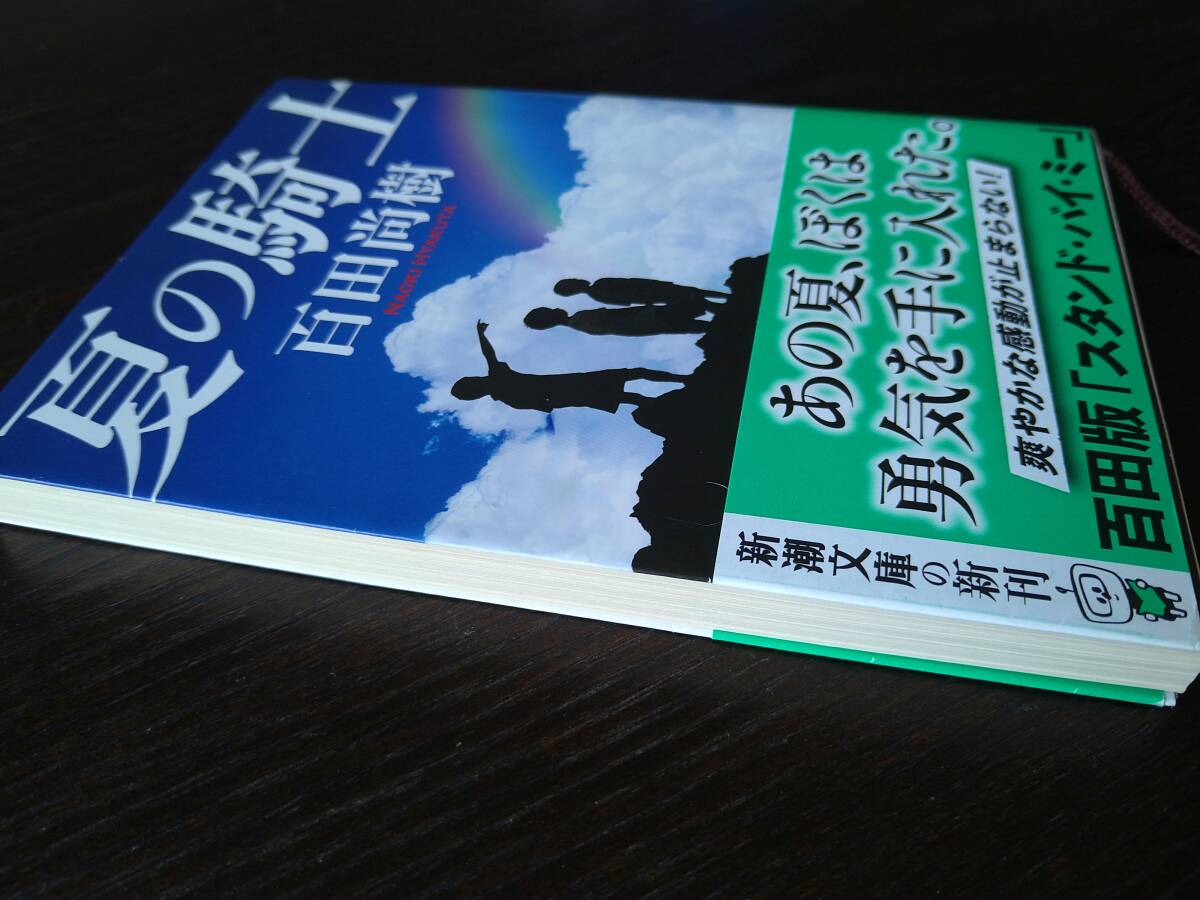 夏の騎士
百田尚樹
NAOKI HYAKUTA
あの夏、ぼくは
勇気を手に入れた。
爽やかな感動が止まらない!
百田版「スタンド・バイ・ミー」
新潮文庫の新刊